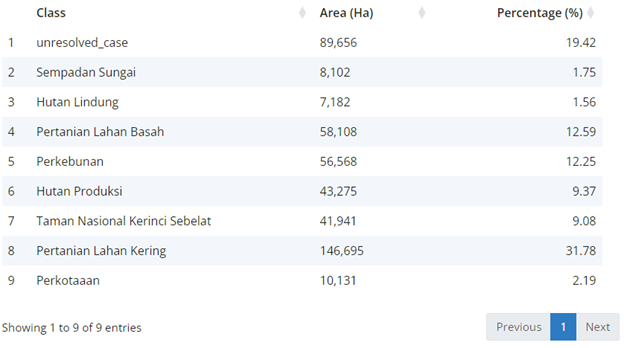 Class Area (Ha) Percentage (%)
1 unresolved_case 89,656 19.42
2 Sempadan Sungai 8,102 1.75
3 Hutan Lindung 7,182 1.56
4 Pertanian Lahan Basah 58,108 12.59
5 Perkebunan 56,568 12.25
6 Hutan Produksi 43,275 9.37
7 Taman Nasional Kerinci Sebelat 41,941 9.08
8 Pertanian Lahan Kering 146,695 31.78
9 Perkotaaan 10,131 2.19
Showing 1 to 9 of 9 entries Previous 1 Next